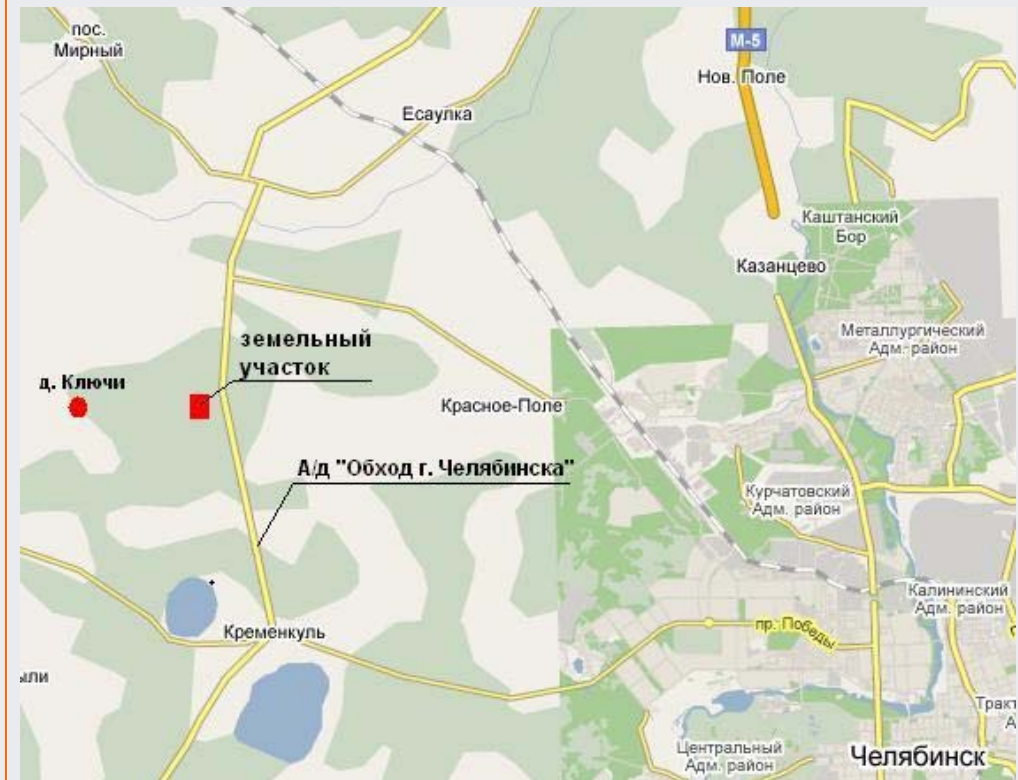 пос.
Мирный
М-5
Нов. Поле
Есаулка
Каштанский
Бор
Казанцево
земельный
участок
Металлургический
Адм. район
д. Ключи
Красное-Поле
А/д "Обход г. Челябинска"
Курчатовский
Адм. район
Калининский
Адм. район
Кременкуль
пр. Победы
ыли
Тракт
А
Центральный
Адм. район
Челябинск